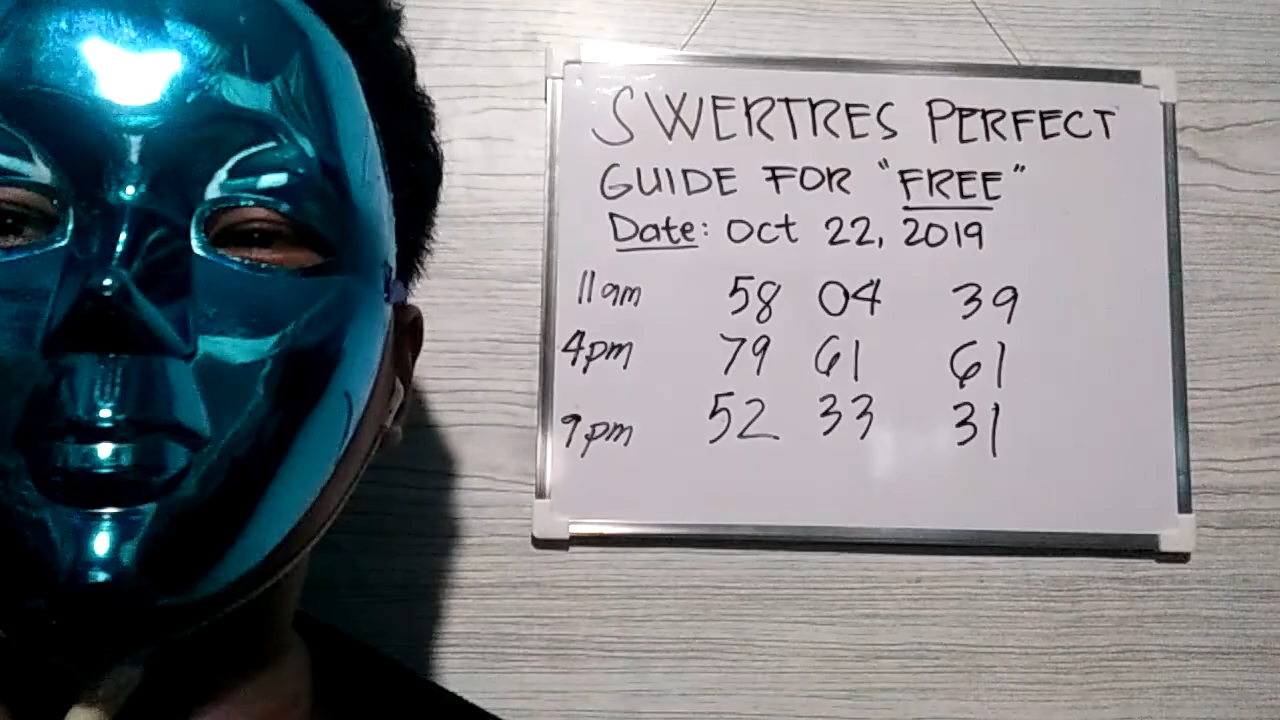 SWERTRES PERFECT
GUIDE FOR "FREE"
Date: Oct 22, 2019
11am 58 04 39
4pm 79 61 61
9pm 52 33 31